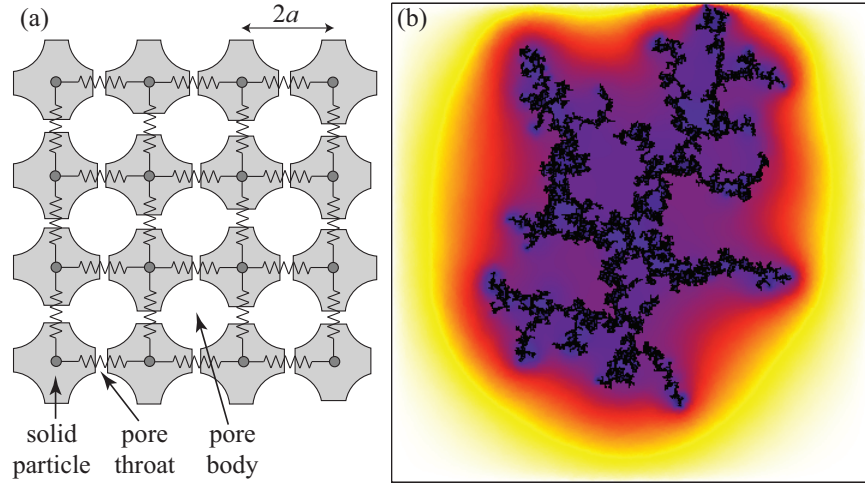 (a)
2a
solid
particle
pore
throat
pore
body
(b)